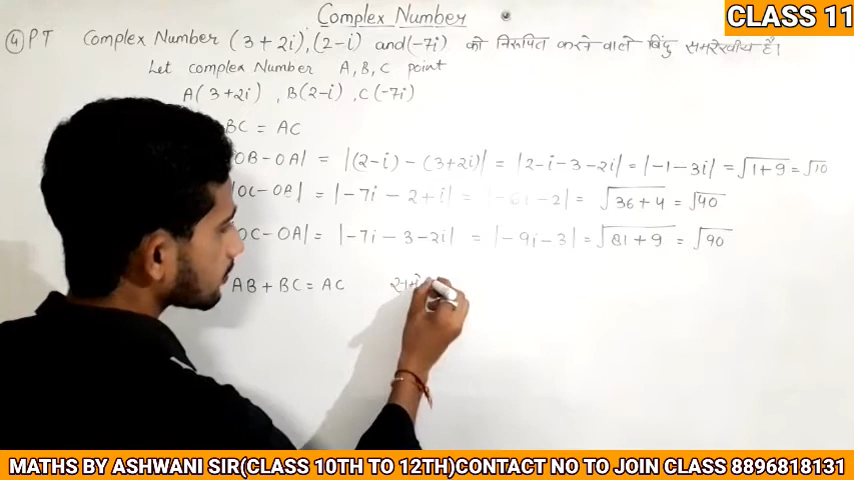 Complex Number
CLASS 11
④ PT Complex Number (3+2i), (2-i) and (-7i) को निरूपित करने वाले बिंदु समरेखीय है।
Let complex Number A, B, C point
A(3+2i) , B(2-i) , C(-7i)
BC = AC
OB-OA| = |(2-i) - (3+2i)| = |2-i-3-2i| = |-1-3i| = √1+9 = √10
|OC-OB| = |-7i-2+i| = |-6i-2| = √36+4 = √40
OC-OA| = |-7i-3-2i| = |-9i-3| = √81+9 = √90
AB+BC = AC
MATHS BY ASHWANI SIR(CLASS 10TH TO 12TH)CONTACT NO TO JOIN CLASS 8896818131